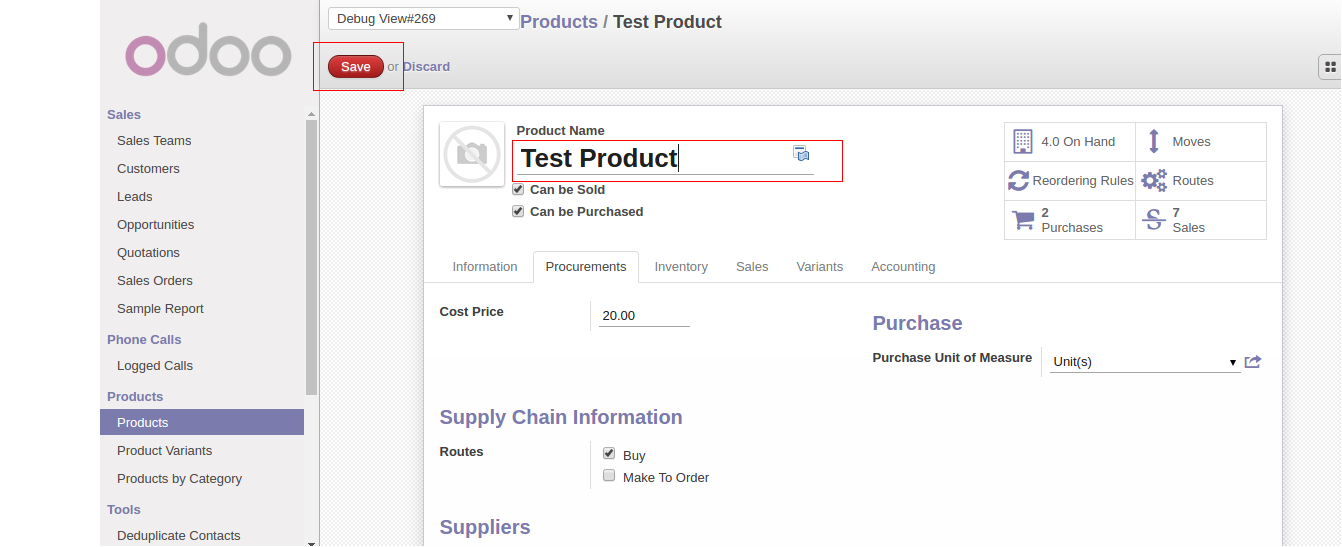 odoo
Debug View#269
Products / Test Product
Save or Discard
Sales
Sales Teams
Customers
Leads
Opportunities
Quotations
Sales Orders
Sample Report
Phone Calls
Logged Calls
Products
Products
Product Variants
Products by Category
Tools
Deduplicate Contacts
Product Name
Test Product
Can be Sold
Can be Purchased
4.0 On Hand
Moves
Reordering Rules
Routes
2
Purchases
7
Sales
Information Procurements Inventory Sales Variants Accounting
Cost Price 20.00
Purchase
Purchase Unit of Measure Unit(s)
Supply Chain Information
Routes
Buy
Make To Order
Suppliers